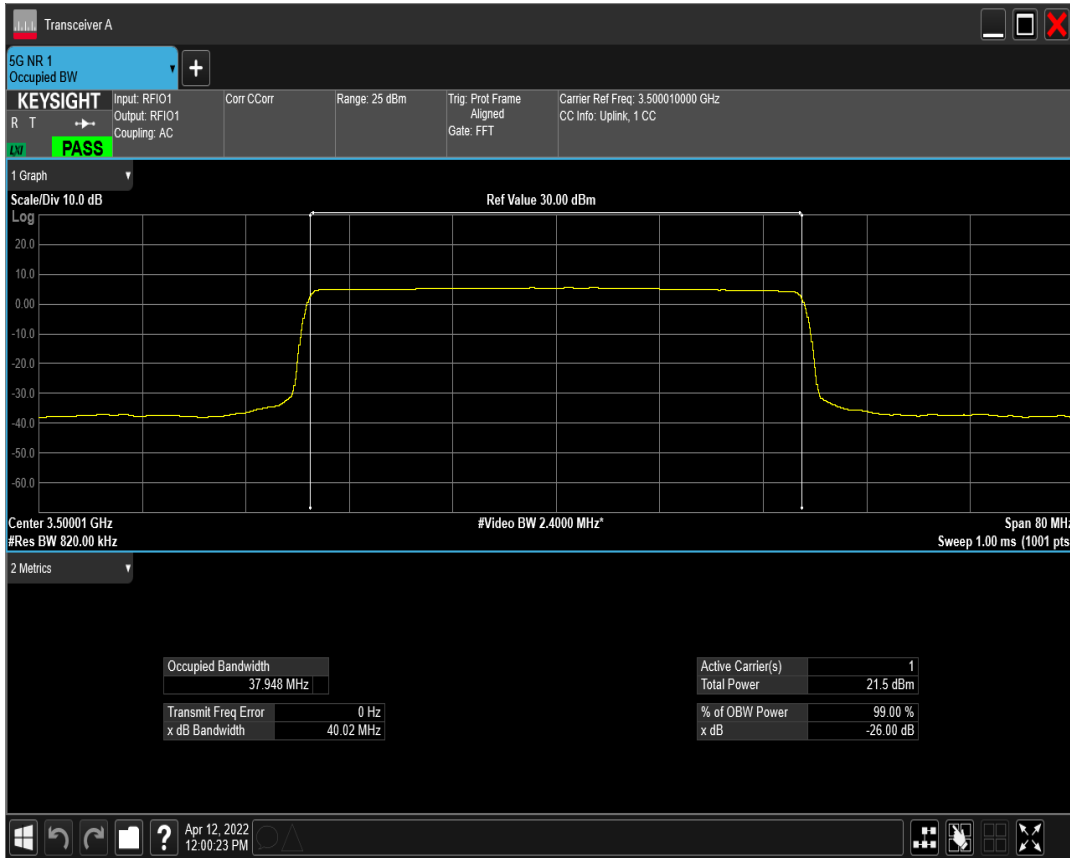 Transceiver A
5G NR 1
Occupied BW
+
KEYSIGHT
Input: RFIO1
Corr CCorr
Range: 25 dBm
Trig: Prot Frame
Carrier Ref Freq: 3.500010000 GHz
R T
Output: RFIO1
Aligned
CC Info: Uplink, 1 CC
Coupling: AC
Gate: FFT
LXI
PASS
1 Graph
Scale/Div 10.0 dB
Ref Value 30.00 dBm
Log
20.0
10.0
0.00
-10.0
-20.0
-30.0
-40.0
-50.0
-60.0
Center 3.50001 GHz
#Video BW 2.4000 MHz*
Span 80 MHz
#Res BW 820.00 kHz
Sweep 1.00 ms (1001 pts
2 Metrics
Occupied Bandwidth
37.948 MHz
Active Carrier(s) 1
Total Power 21.5 dBm
Transmit Freq Error 0 Hz
x dB Bandwidth 40.02 MHz
% of OBW Power 99.00 %
x dB -26.00 dB
?
Apr 12, 2022
12:00:23 PM